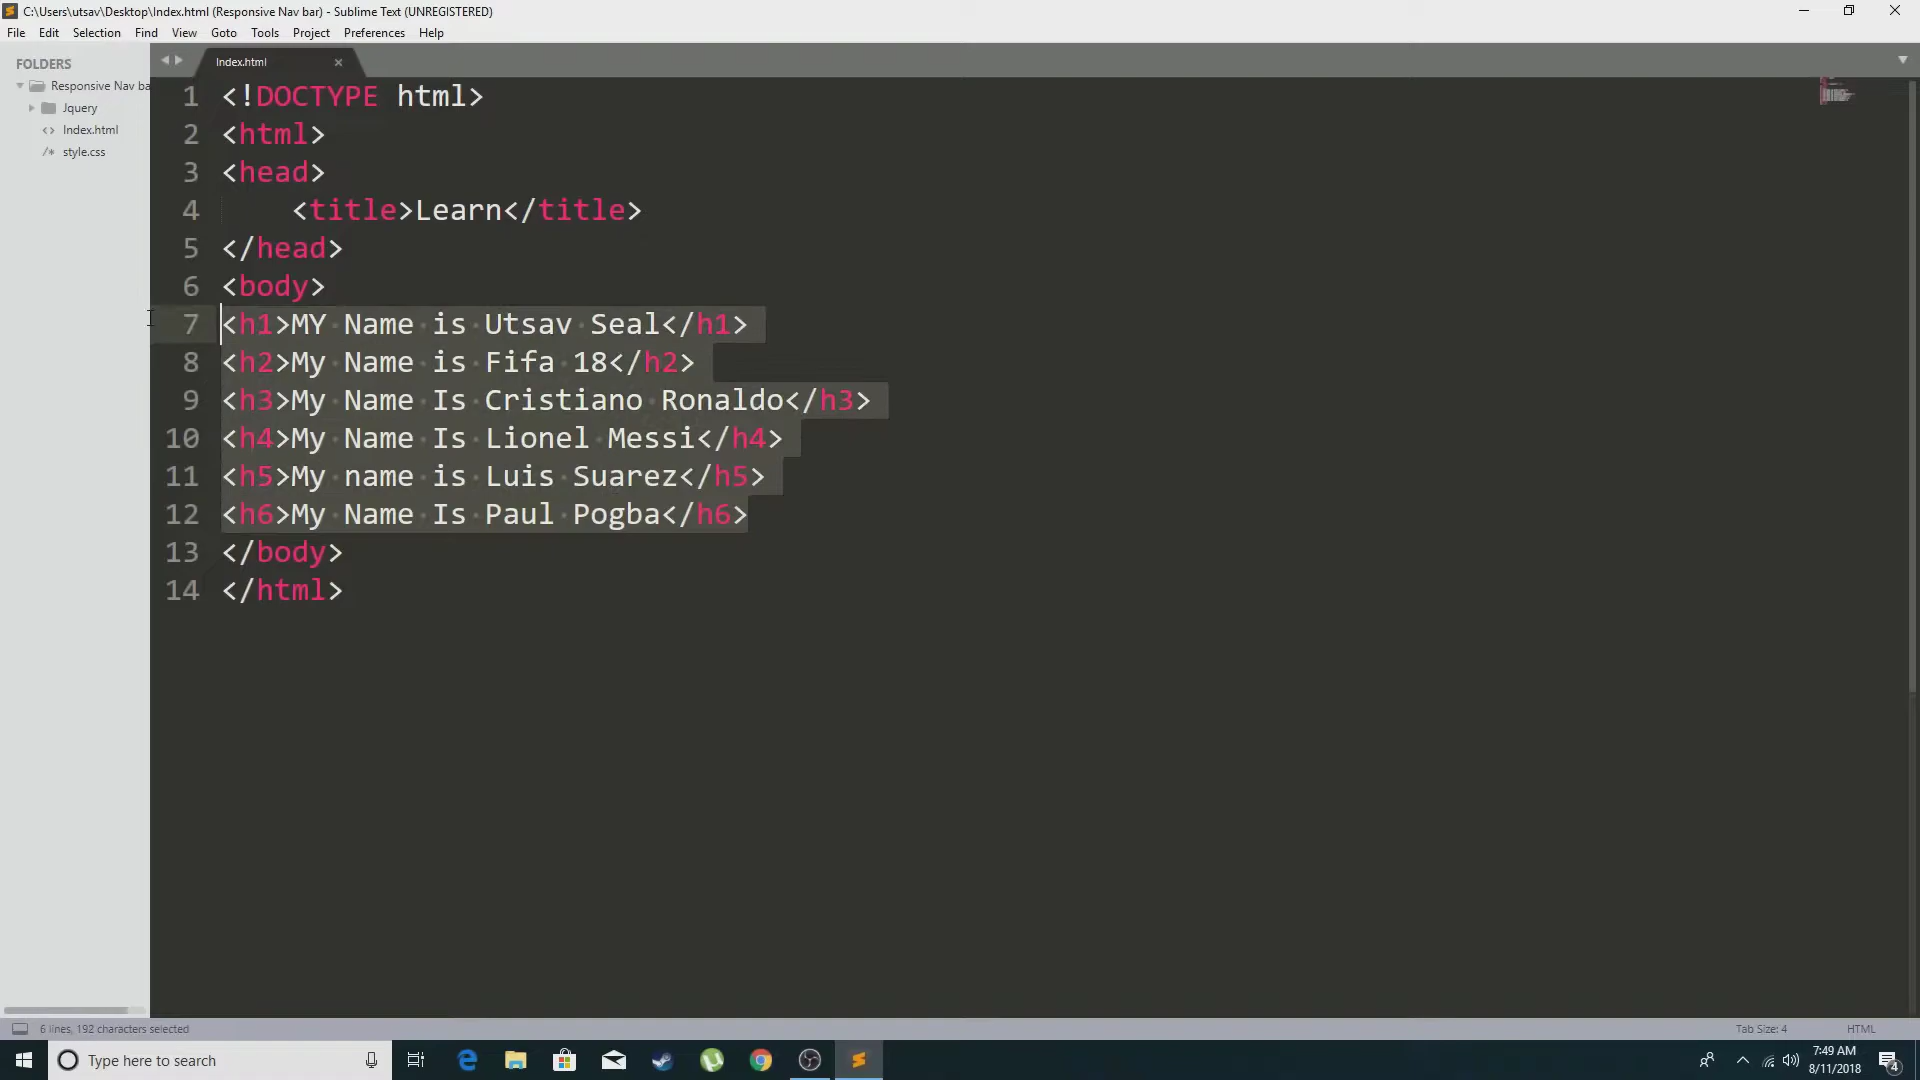 C:\Users\utsav\Desktop\Index.html (Responsive Nav bar) - Sublime Text (UNREGISTERED)
File Edit Selection Find View Goto Tools Project Preferences Help
FOLDERS
Responsive Nav ba
Jquery
Index.html
style.css
Index.html
1 <!DOCTYPE html>
2 <html>
3 <head>
4 <title>Learn</title>
5 </head>
6 <body>
7 <h1>MY Name is Utsav Seal</h1>
8 <h2>My Name is Fifa 18</h2>
9 <h3>My Name Is Cristiano Ronaldo</h3>
10 <h4>My Name Is Lionel Messi</h4>
11 <h5>My name is Luis Suarez</h5>
12 <h6>My Name Is Paul Pogba</h6>
13 </body>
14 </html>
6 lines, 192 characters selected
Tab Size: 4
HTML
Type here to search
7:49 AM
8/11/2018
4